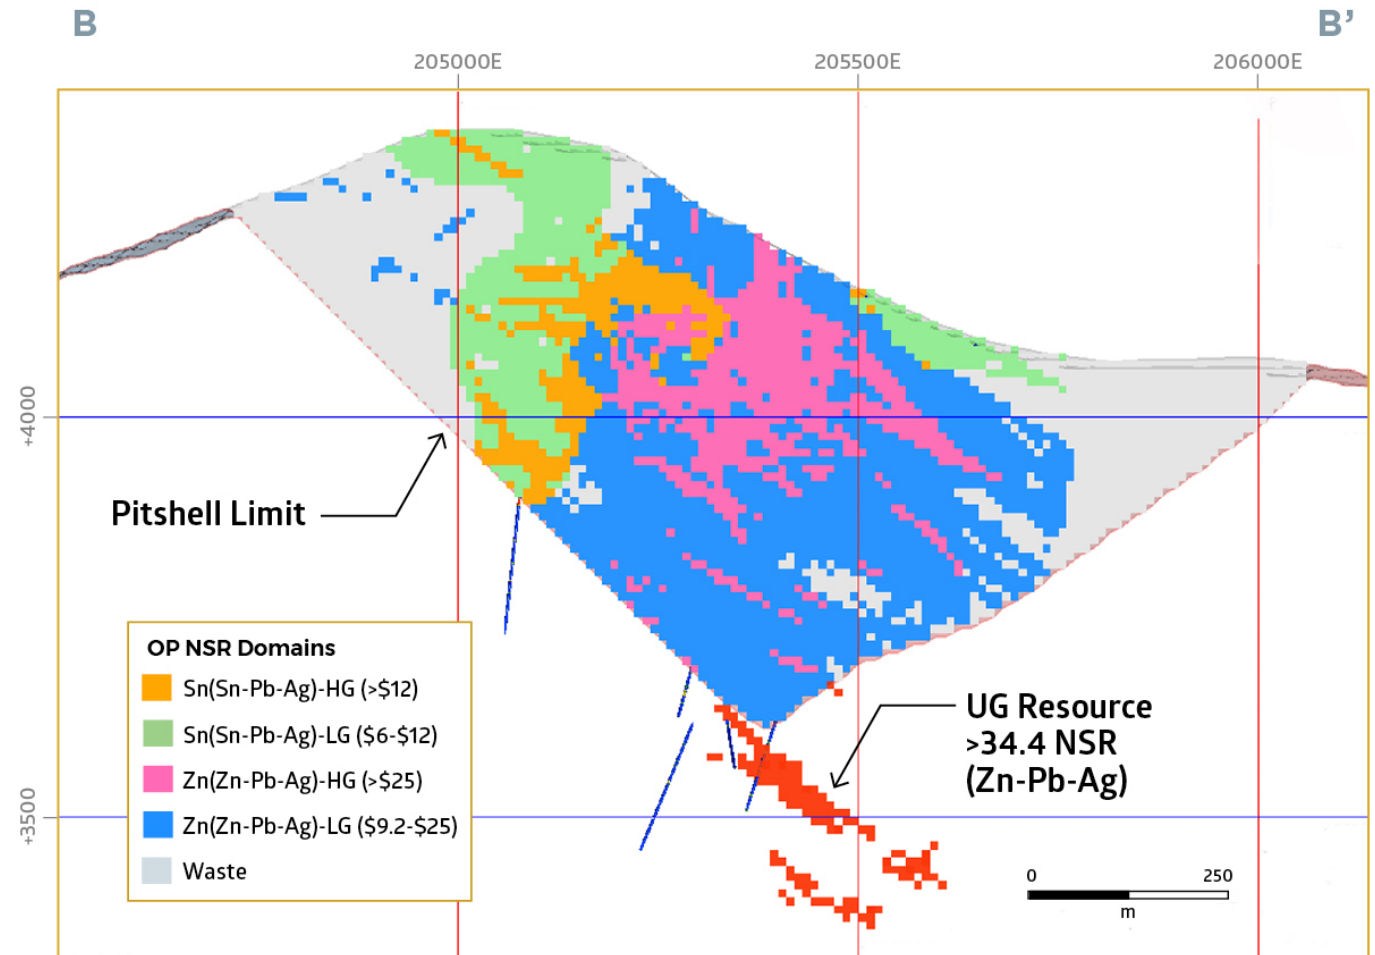 B
B’
205000E
205500E
206000E
+4000
+3500
Pitshell Limit
OP NSR Domains
Sn(Sn-Pb-Ag)-HG (>$12)
Sn(Sn-Pb-Ag)-LG ($6-$12)
Zn(Zn-Pb-Ag)-HG (>$25)
Zn(Zn-Pb-Ag)-LG ($9.2-$25)
Waste
UG Resource
>34.4 NSR
(Zn-Pb-Ag)
0
250
m